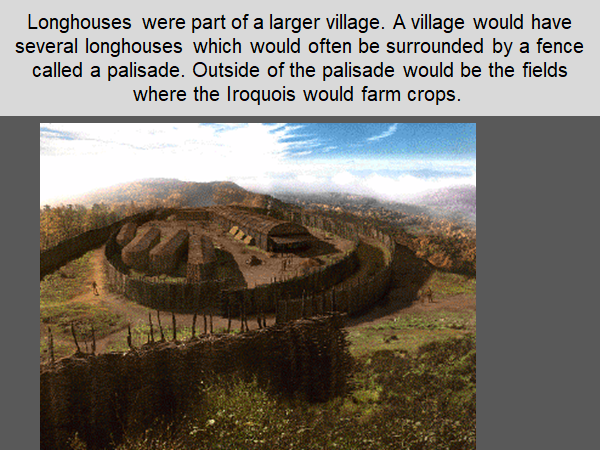 Longhouses were part of a larger village. A village would have
several longhouses which would often be surrounded by a fence
called a palisade. Outside of the palisade would be the fields
where the Iroquois would farm crops.